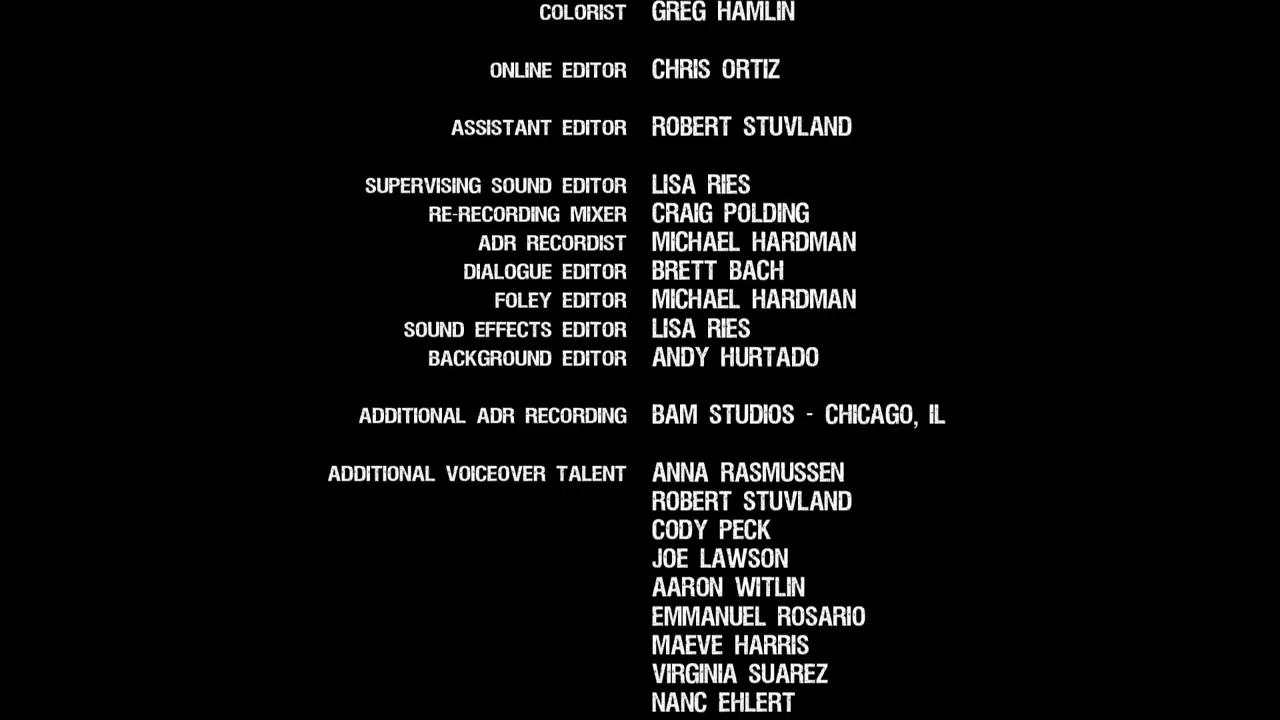 COLORIST GREG HAMLIN
ONLINE EDITOR CHRIS ORTIZ
ASSISTANT EDITOR ROBERT STUVLAND
SUPERVISING SOUND EDITOR LISA RIES
RE-RECORDING MIXER CRAIG POLDING
ADR RECORDIST MICHAEL HARDMAN
DIALOGUE EDITOR BRETT BACH
FOLEY EDITOR MICHAEL HARDMAN
SOUND EFFECTS EDITOR LISA RIES
BACKGROUND EDITOR ANDY HURTADO
ADDITIONAL ADR RECORDING BAM STUDIOS - CHICAGO, IL
ADDITIONAL VOICEOVER TALENT ANNA RASMUSSEN
ROBERT STUVLAND
CODY PECK
JOE LAWSON
AARON WITLIN
EMMANUEL ROSARIO
MAEVE HARRIS
VIRGINIA SUAREZ
NANC EHLERT